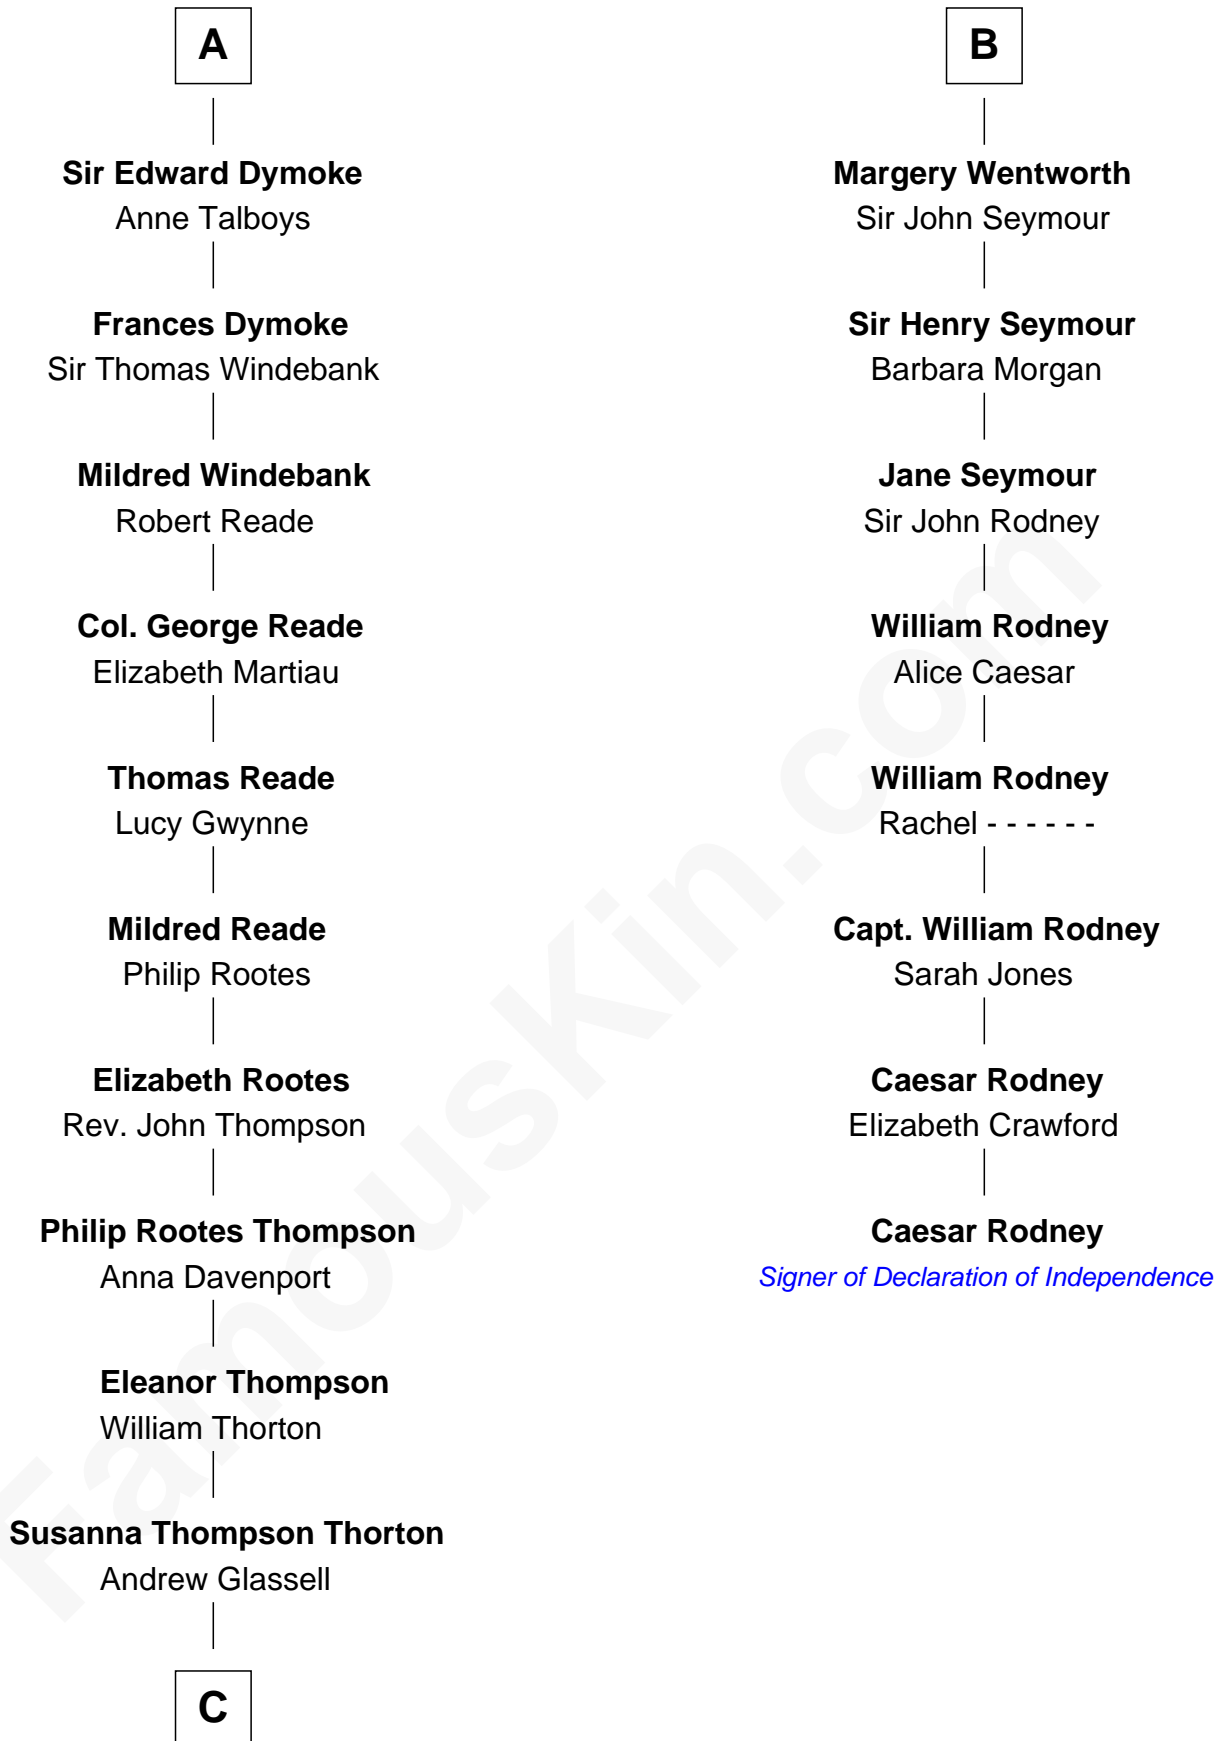 A
Sir Edward Dymoke
Anne Talboys
Frances Dymoke
Sir Thomas Windebank
Mildred Windebank
Robert Reade
Col. George Reade
Elizabeth Martiau
Thomas Reade
Lucy Gwynne
Mildred Reade
Philip Rootes
Elizabeth Rootes
Rev. John Thompson
Philip Rootes Thompson
Anna Davenport
Eleanor Thompson
William Thorton
Susanna Thompson Thorton
Andrew Glassell
C
B
Margery Wentworth
Sir John Seymour
Sir Henry Seymour
Barbara Morgan
Jane Seymour
Sir John Rodney
William Rodney
Alice Caesar
William Rodney
Rachel - - - - - -
Capt. William Rodney
Sarah Jones
Caesar Rodney
Elizabeth Crawford
Caesar Rodney
Signer of Declaration of Independence
FamousKin.com